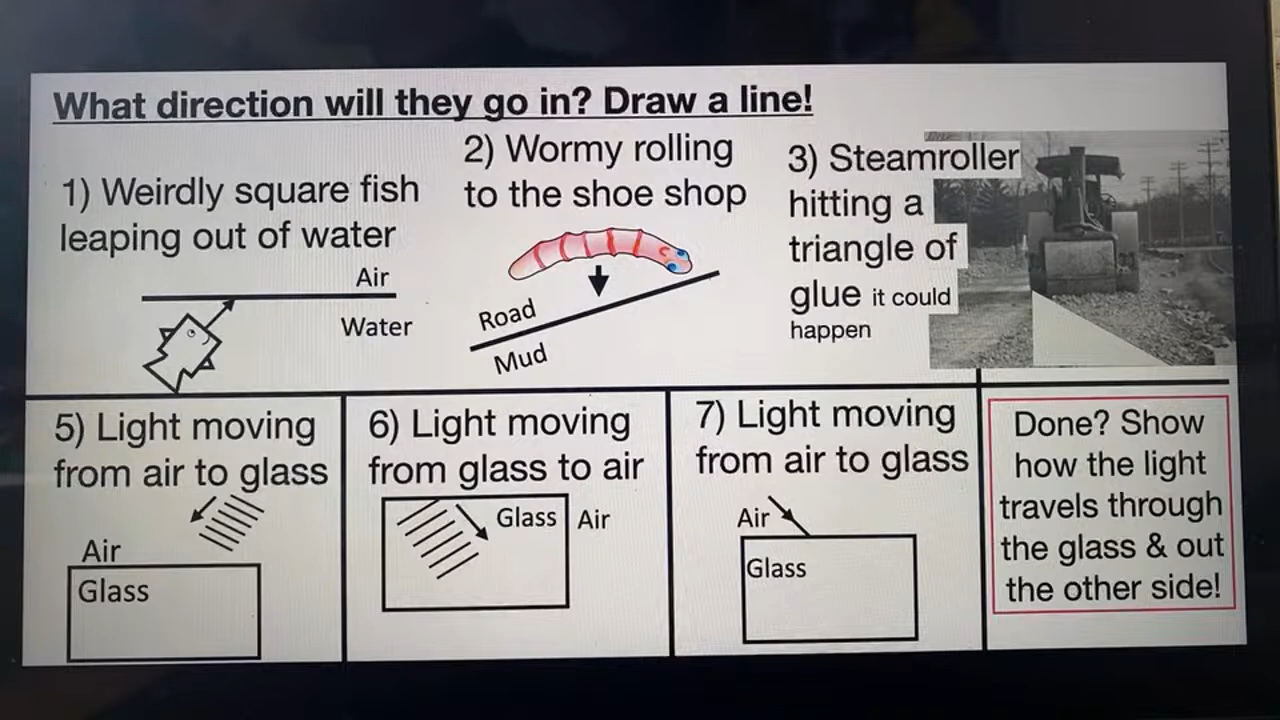 What direction will they go in? Draw a line!
1) Weirdly square fish
leaping out of water
Air
Water
2) Wormy rolling
to the shoe shop
Road
Mud
3) Steamroller
hitting a
triangle of
glue it could
happen
5) Light moving
from air to glass
Air
Glass
6) Light moving
from glass to air
Glass
Air
7) Light moving
from air to glass
Air
Glass
Done? Show
how the light
travels through
the glass & out
the other side!